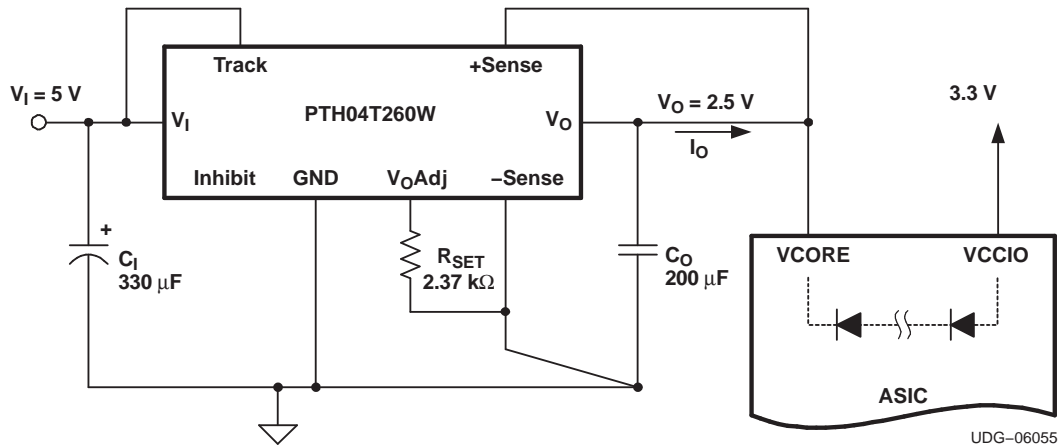 Track
+Sense
V_I = 5 V
V_I
PTH04T260W
V_O
V_O = 2.5 V
I_O
3.3 V
Inhibit
GND
V_OAdj
−Sense
+
C_I
330 μF
R_SET
2.37 kΩ
C_O
200 μF
VCORE
VCCIO
ASIC
UDG−06055